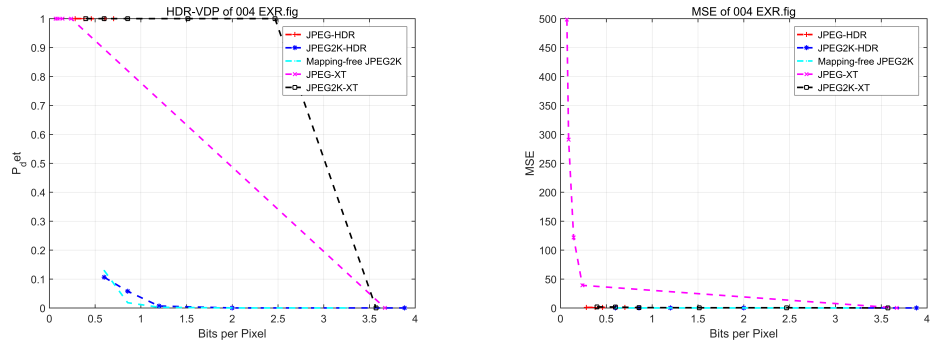 HDR-VDP of 004 EXR.fig
1
0.9
0.8
0.7
0.6
0.5
0.4
0.3
0.2
0.1
0
P_det
JPEG-HDR
JPEG2K-HDR
Mapping-free JPEG2K
JPEG-XT
JPEG2K-XT
0 0.5 1 1.5 2 2.5 3 3.5 4
Bits per Pixel
MSE of 004 EXR.fig
500
450
400
350
300
250
200
150
100
50
0
MSE
JPEG-HDR
JPEG2K-HDR
Mapping-free JPEG2K
JPEG-XT
JPEG2K-XT
0 0.5 1 1.5 2 2.5 3 3.5 4
Bits per Pixel